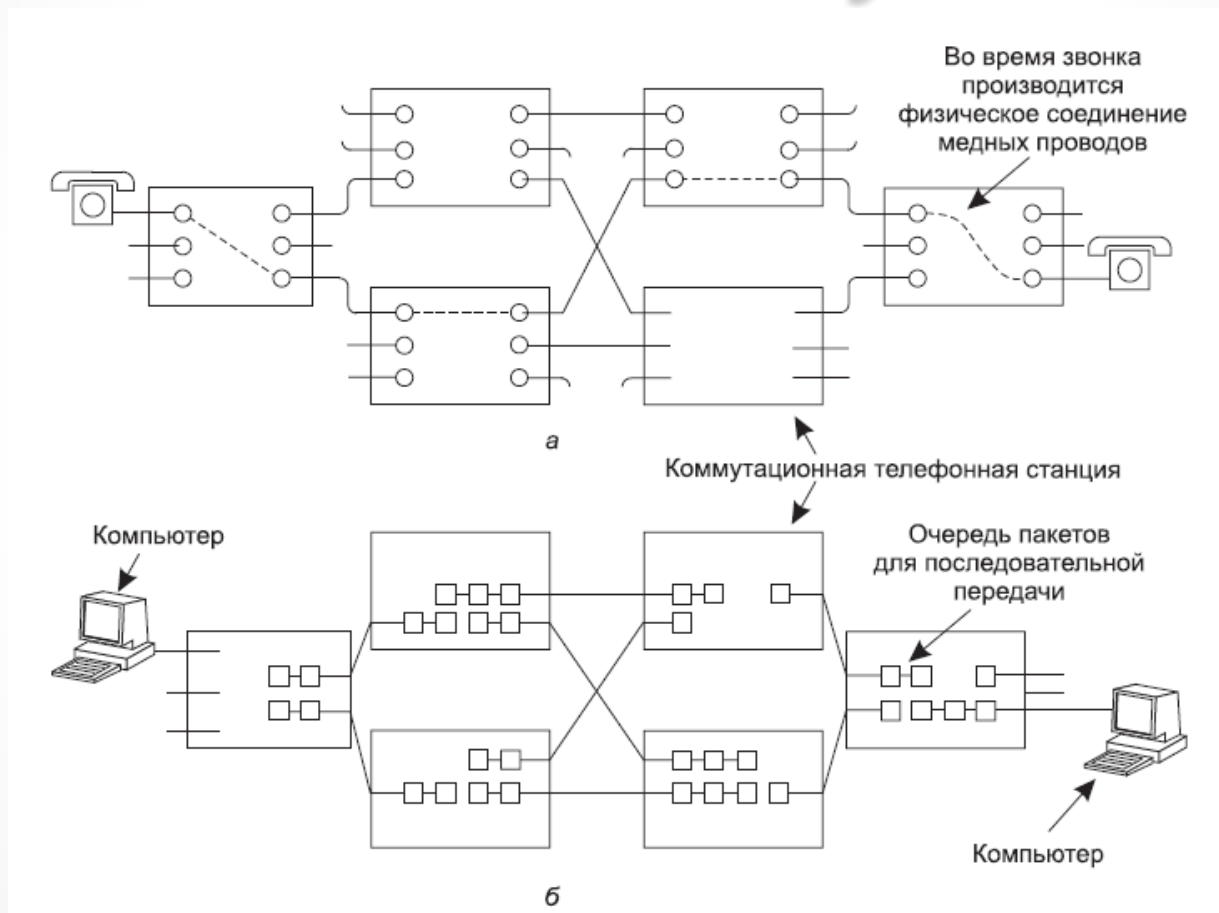 Во время звонка
производится
физическое соединение
медных проводов
а
Коммутационная телефонная станция
Компьютер
Очередь пакетов
для последовательной
передачи
Компьютер
б